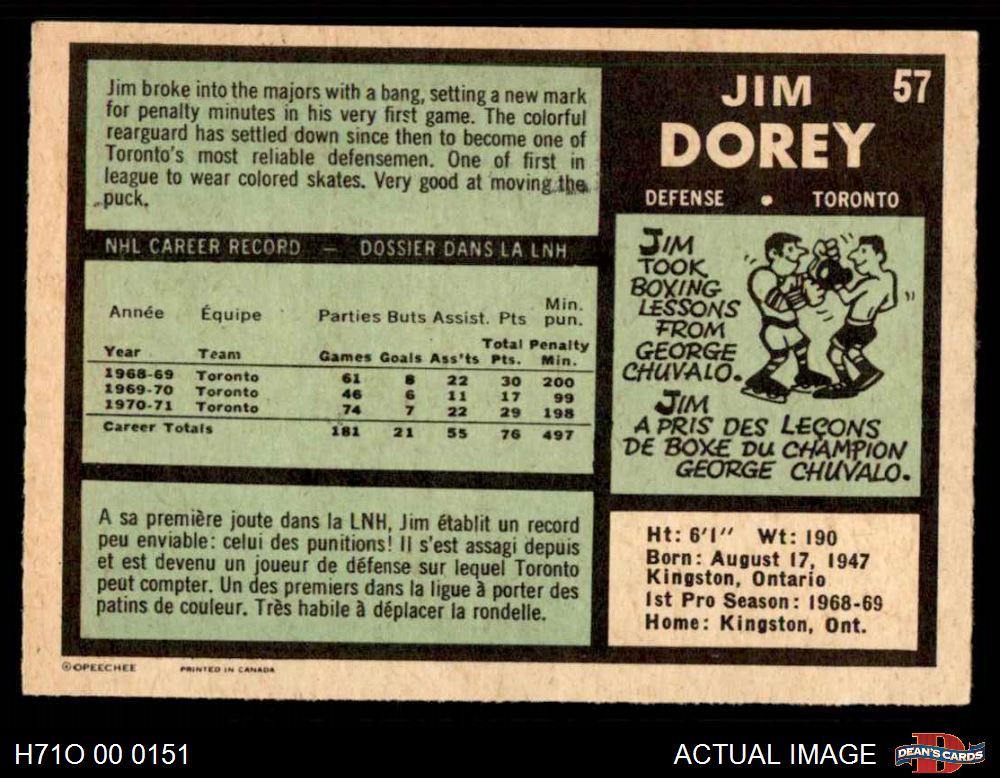 Jim broke into the majors with a bang, setting a new mark
for penalty minutes in his very first game. The colorful
rearguard has settled down since then to become one of
Toronto's most reliable defensemen. One of first in
league to wear colored skates. Very good at moving the
puck.
JIM 57
DOREY
DEFENSE • TORONTO
NHL CAREER RECORD — DOSSIER DANS LA LNH
Année Équipe Parties Buts Assist. Pts Min. pun.
Year Team Games Goals Ass'ts Total Pts. Penalty Min.
1968-69 Toronto 61 8 22 30 200
1969-70 Toronto 46 6 11 17 99
1970-71 Toronto 74 7 22 29 198
Career Totals 181 21 55 76 497
JIM
TOOK
BOXING
LESSONS
FROM
GEORGE
CHUVALO.
JIM
A PRIS DES LEÇONS
DE BOXE DU CHAMPION
GEORGE CHUVALO.
A sa première joute dans la LNH, Jim établit un record
peu enviable: celui des punitions! Il s'est assagi depuis
et est devenu un joueur de défense sur lequel Toronto
peut compter. Un des premiers dans la ligue à porter des
patins de couleur. Très habile à déplacer la rondelle.
Ht: 6'1" Wt: 190
Born: August 17, 1947
Kingston, Ontario
1st Pro Season: 1968-69
Home: Kingston, Ont.
©OPEECHEE PRINTED IN CANADA
H71O 00 0151 ACTUAL IMAGE DEAN'S CARDS